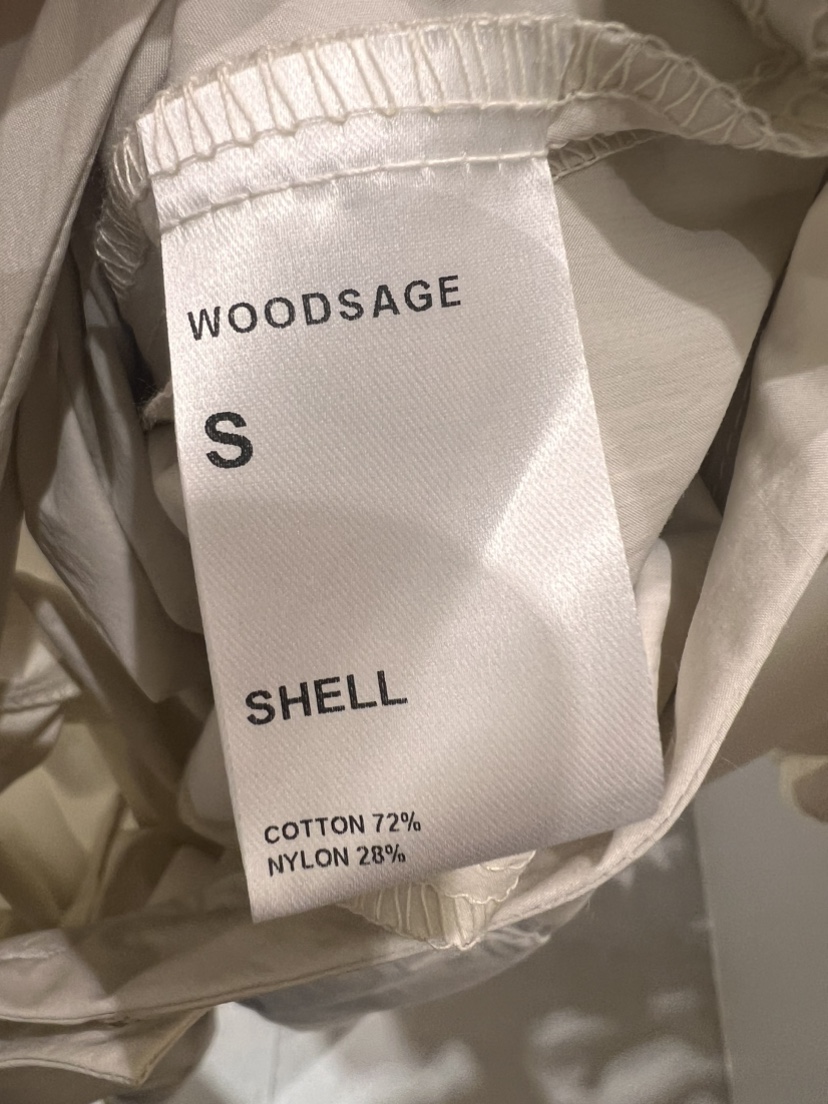 WOODSAGE
S
SHELL
COTTON 72%
NYLON 28%